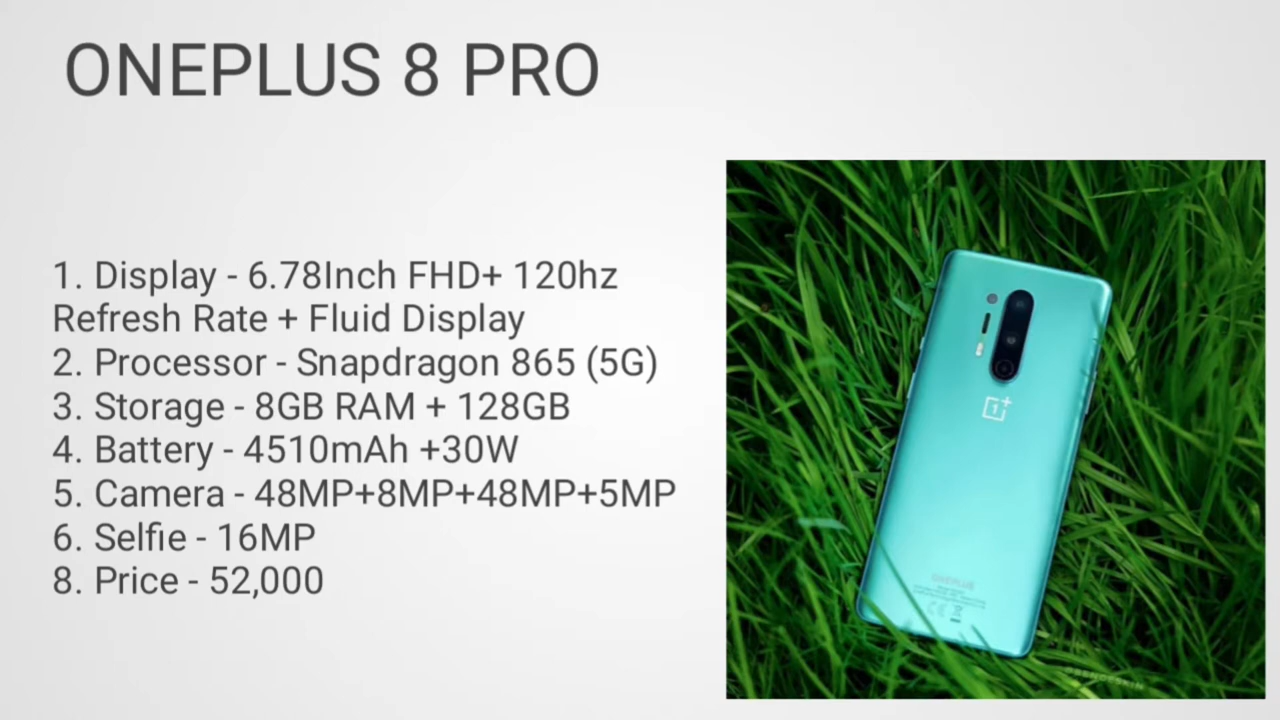 ONEPLUS 8 PRO
1. Display - 6.78Inch FHD+ 120hz
Refresh Rate + Fluid Display
2. Processor - Snapdragon 865 (5G)
3. Storage - 8GB RAM + 128GB
4. Battery - 4510mAh +30W
5. Camera - 48MP+8MP+48MP+5MP
6. Selfie - 16MP
8. Price - 52,000
1+
ONEPLUS